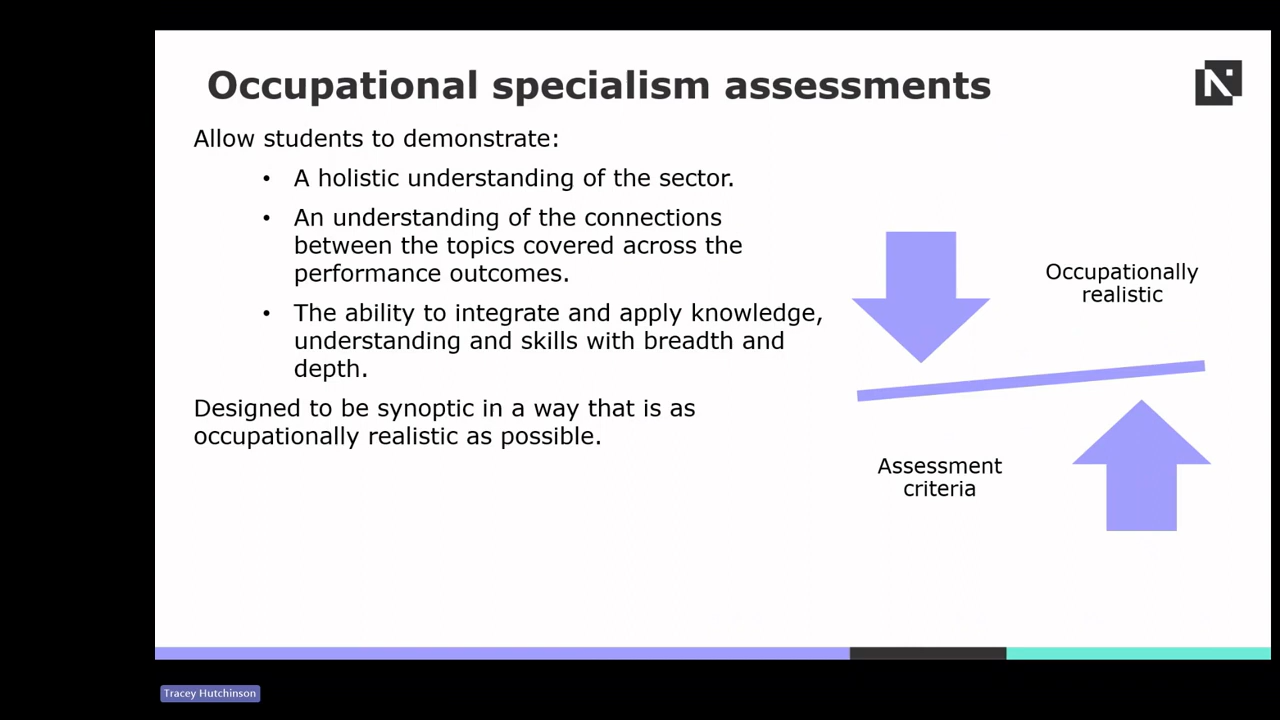 Occupational specialism assessments
Allow students to demonstrate:
• A holistic understanding of the sector.
• An understanding of the connections
between the topics covered across the
performance outcomes.
• The ability to integrate and apply knowledge,
understanding and skills with breadth and
depth.
Designed to be synoptic in a way that is as
occupationally realistic as possible.
Occupationally
realistic
Assessment
criteria
Tracey Hutchinson